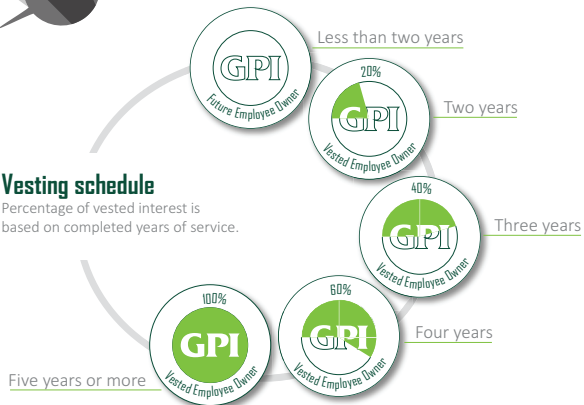 Less than two years
GPI
Future Employee Owner
20%
GPI
Vested Employee Owner
Two years
Vesting schedule
Percentage of vested interest is
based on completed years of service.
40%
GPI
Vested Employee Owner
Three years
60%
GPI
Vested Employee Owner
Four years
100%
GPI
Vested Employee Owner
Five years or more